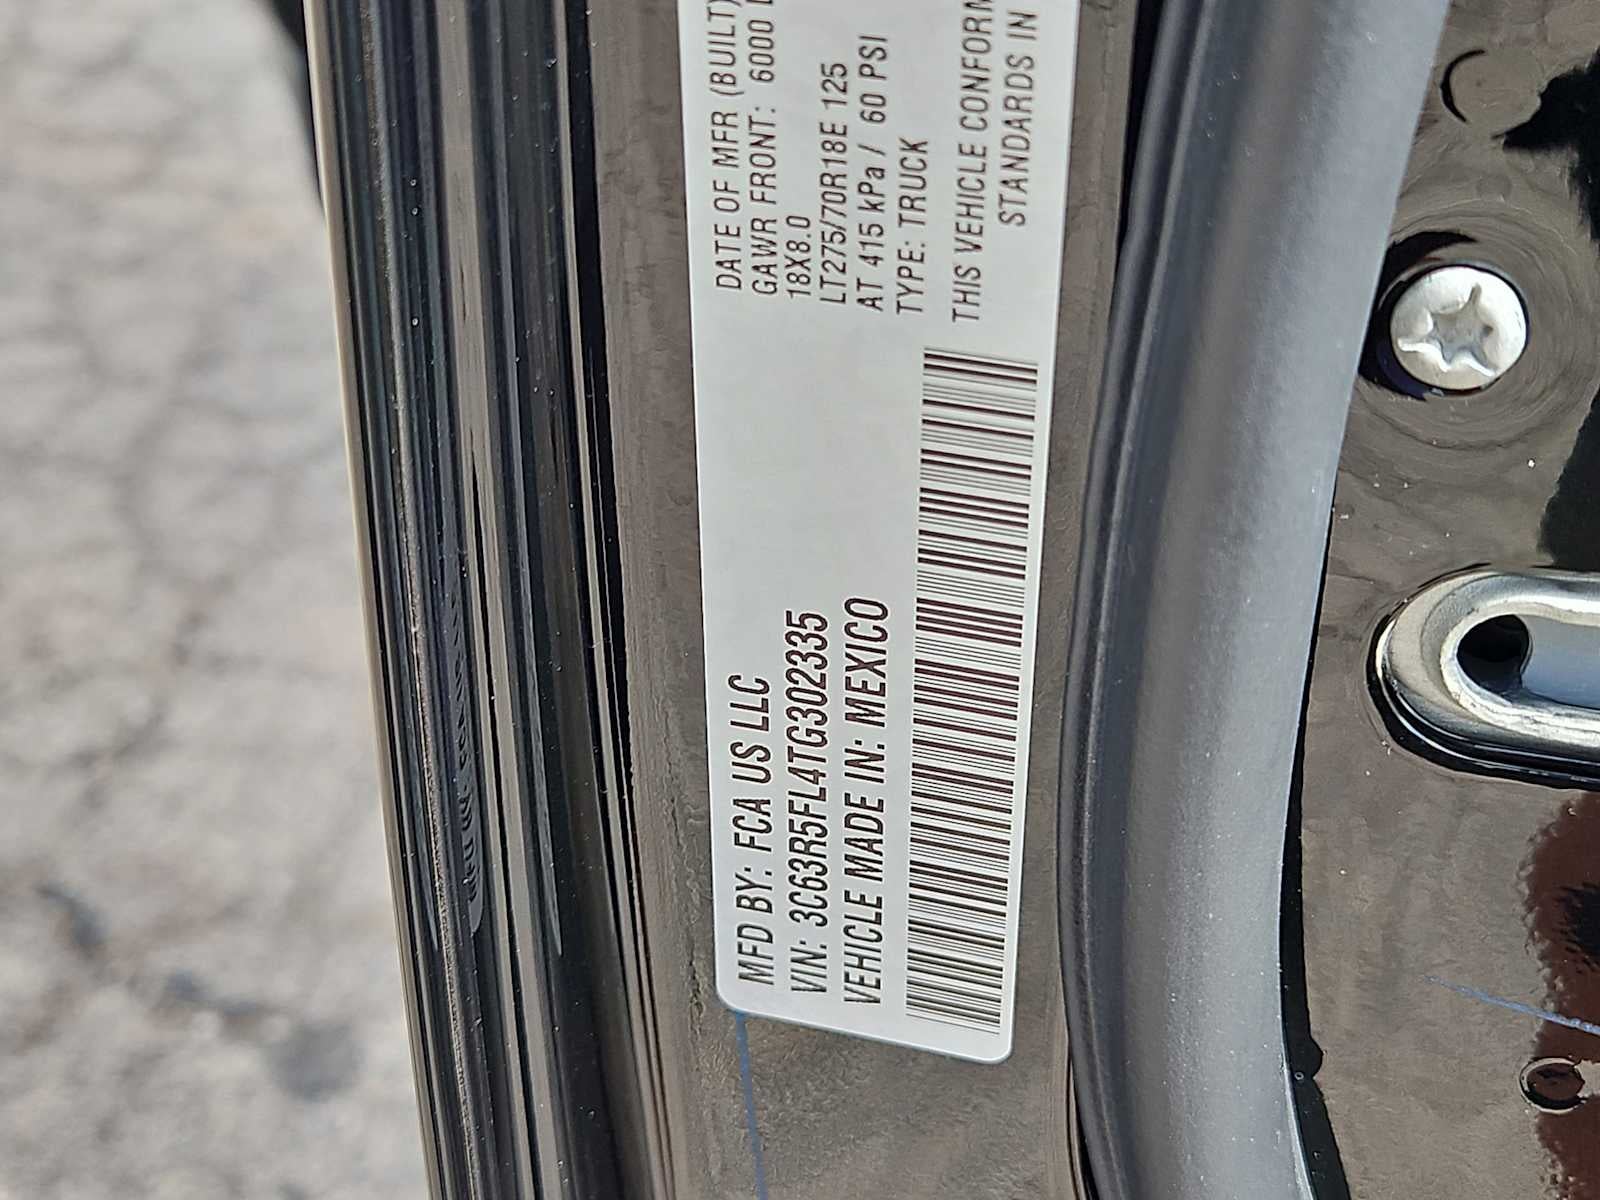 MFD BY: FCA US LLC
VIN: 3C63R5FL4TG302335
VEHICLE MADE IN: MEXICO
DATE OF MFR (BUILT)
GAWR FRONT: 6000
18X8.0
LT275/70R18E 125
AT 415 kPa / 60 PSI
TYPE: TRUCK
THIS VEHICLE CONFORM
STANDARDS IN